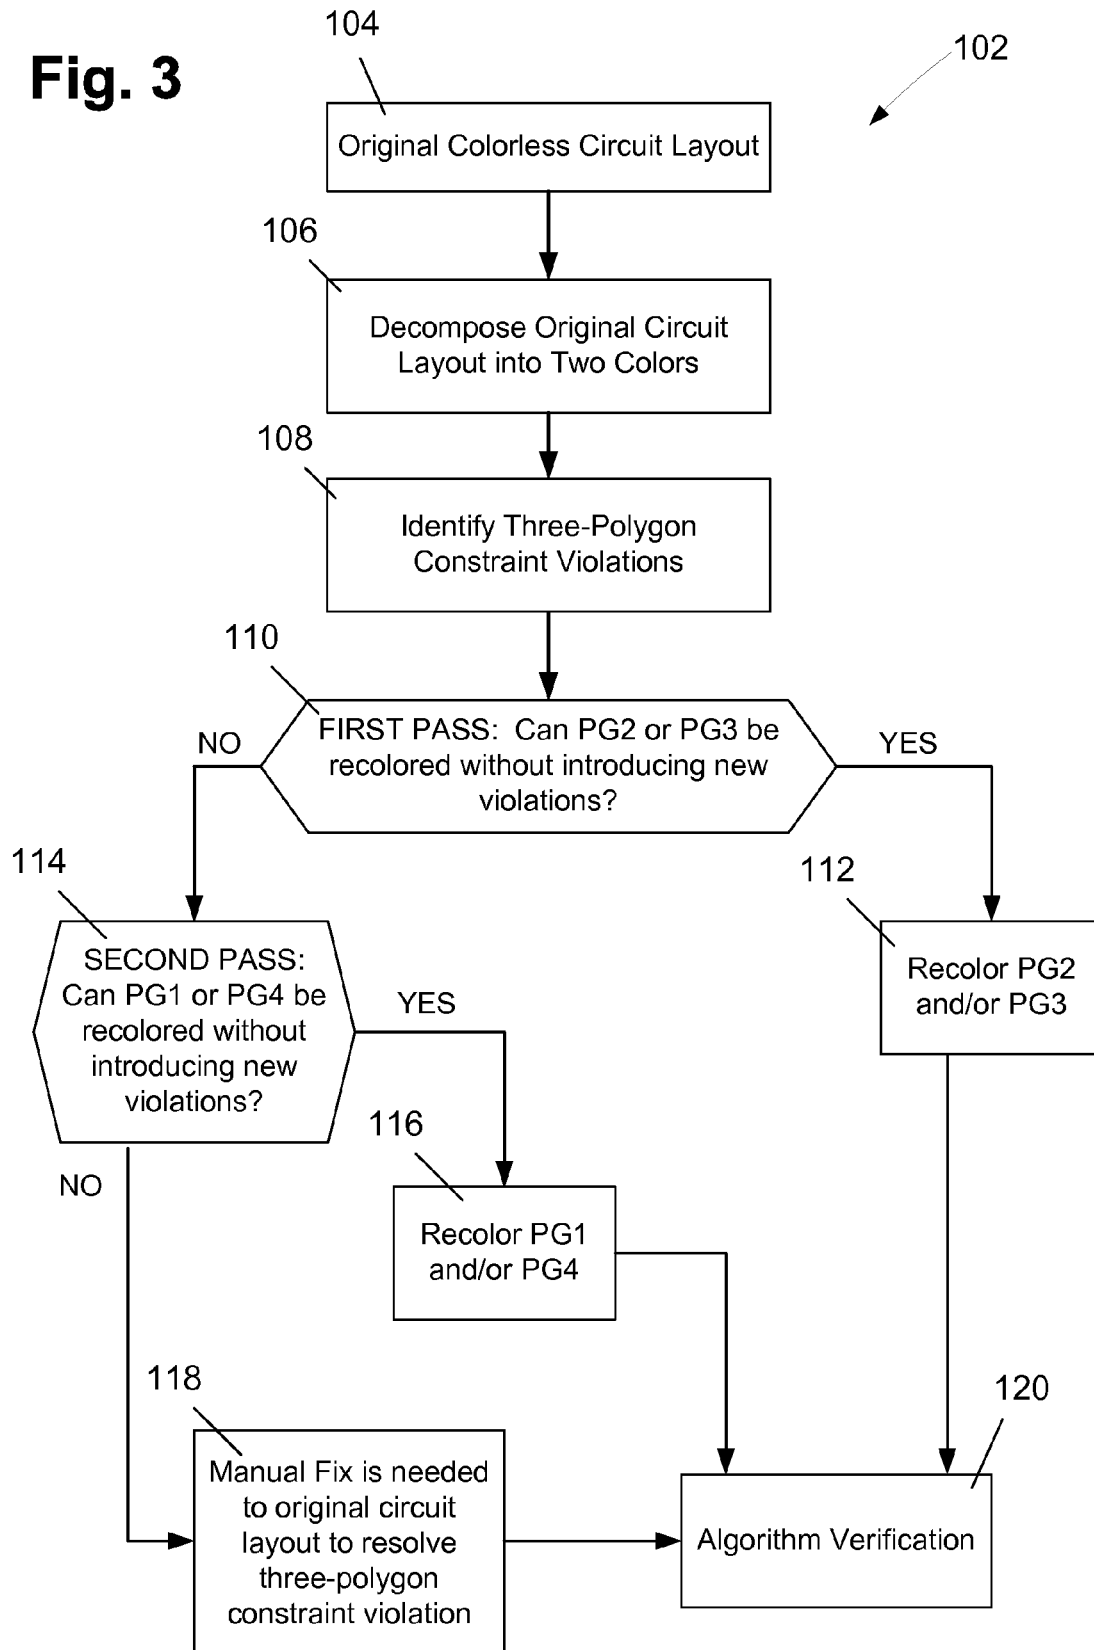 Fig. 3
104
102
Original Colorless Circuit Layout
106
Decompose Original Circuit
Layout into Two Colors
108
Identify Three-Polygon
Constraint Violations
110
FIRST PASS: Can PG2 or PG3 be
recolored without introducing new
violations?
NO
YES
114
SECOND PASS:
Can PG1 or PG4 be
recolored without
introducing new
violations?
112
Recolor PG2
and/or PG3
YES
NO
116
Recolor PG1
and/or PG4
118
Manual Fix is needed
to original circuit
layout to resolve
three-polygon
constraint violation
120
Algorithm Verification